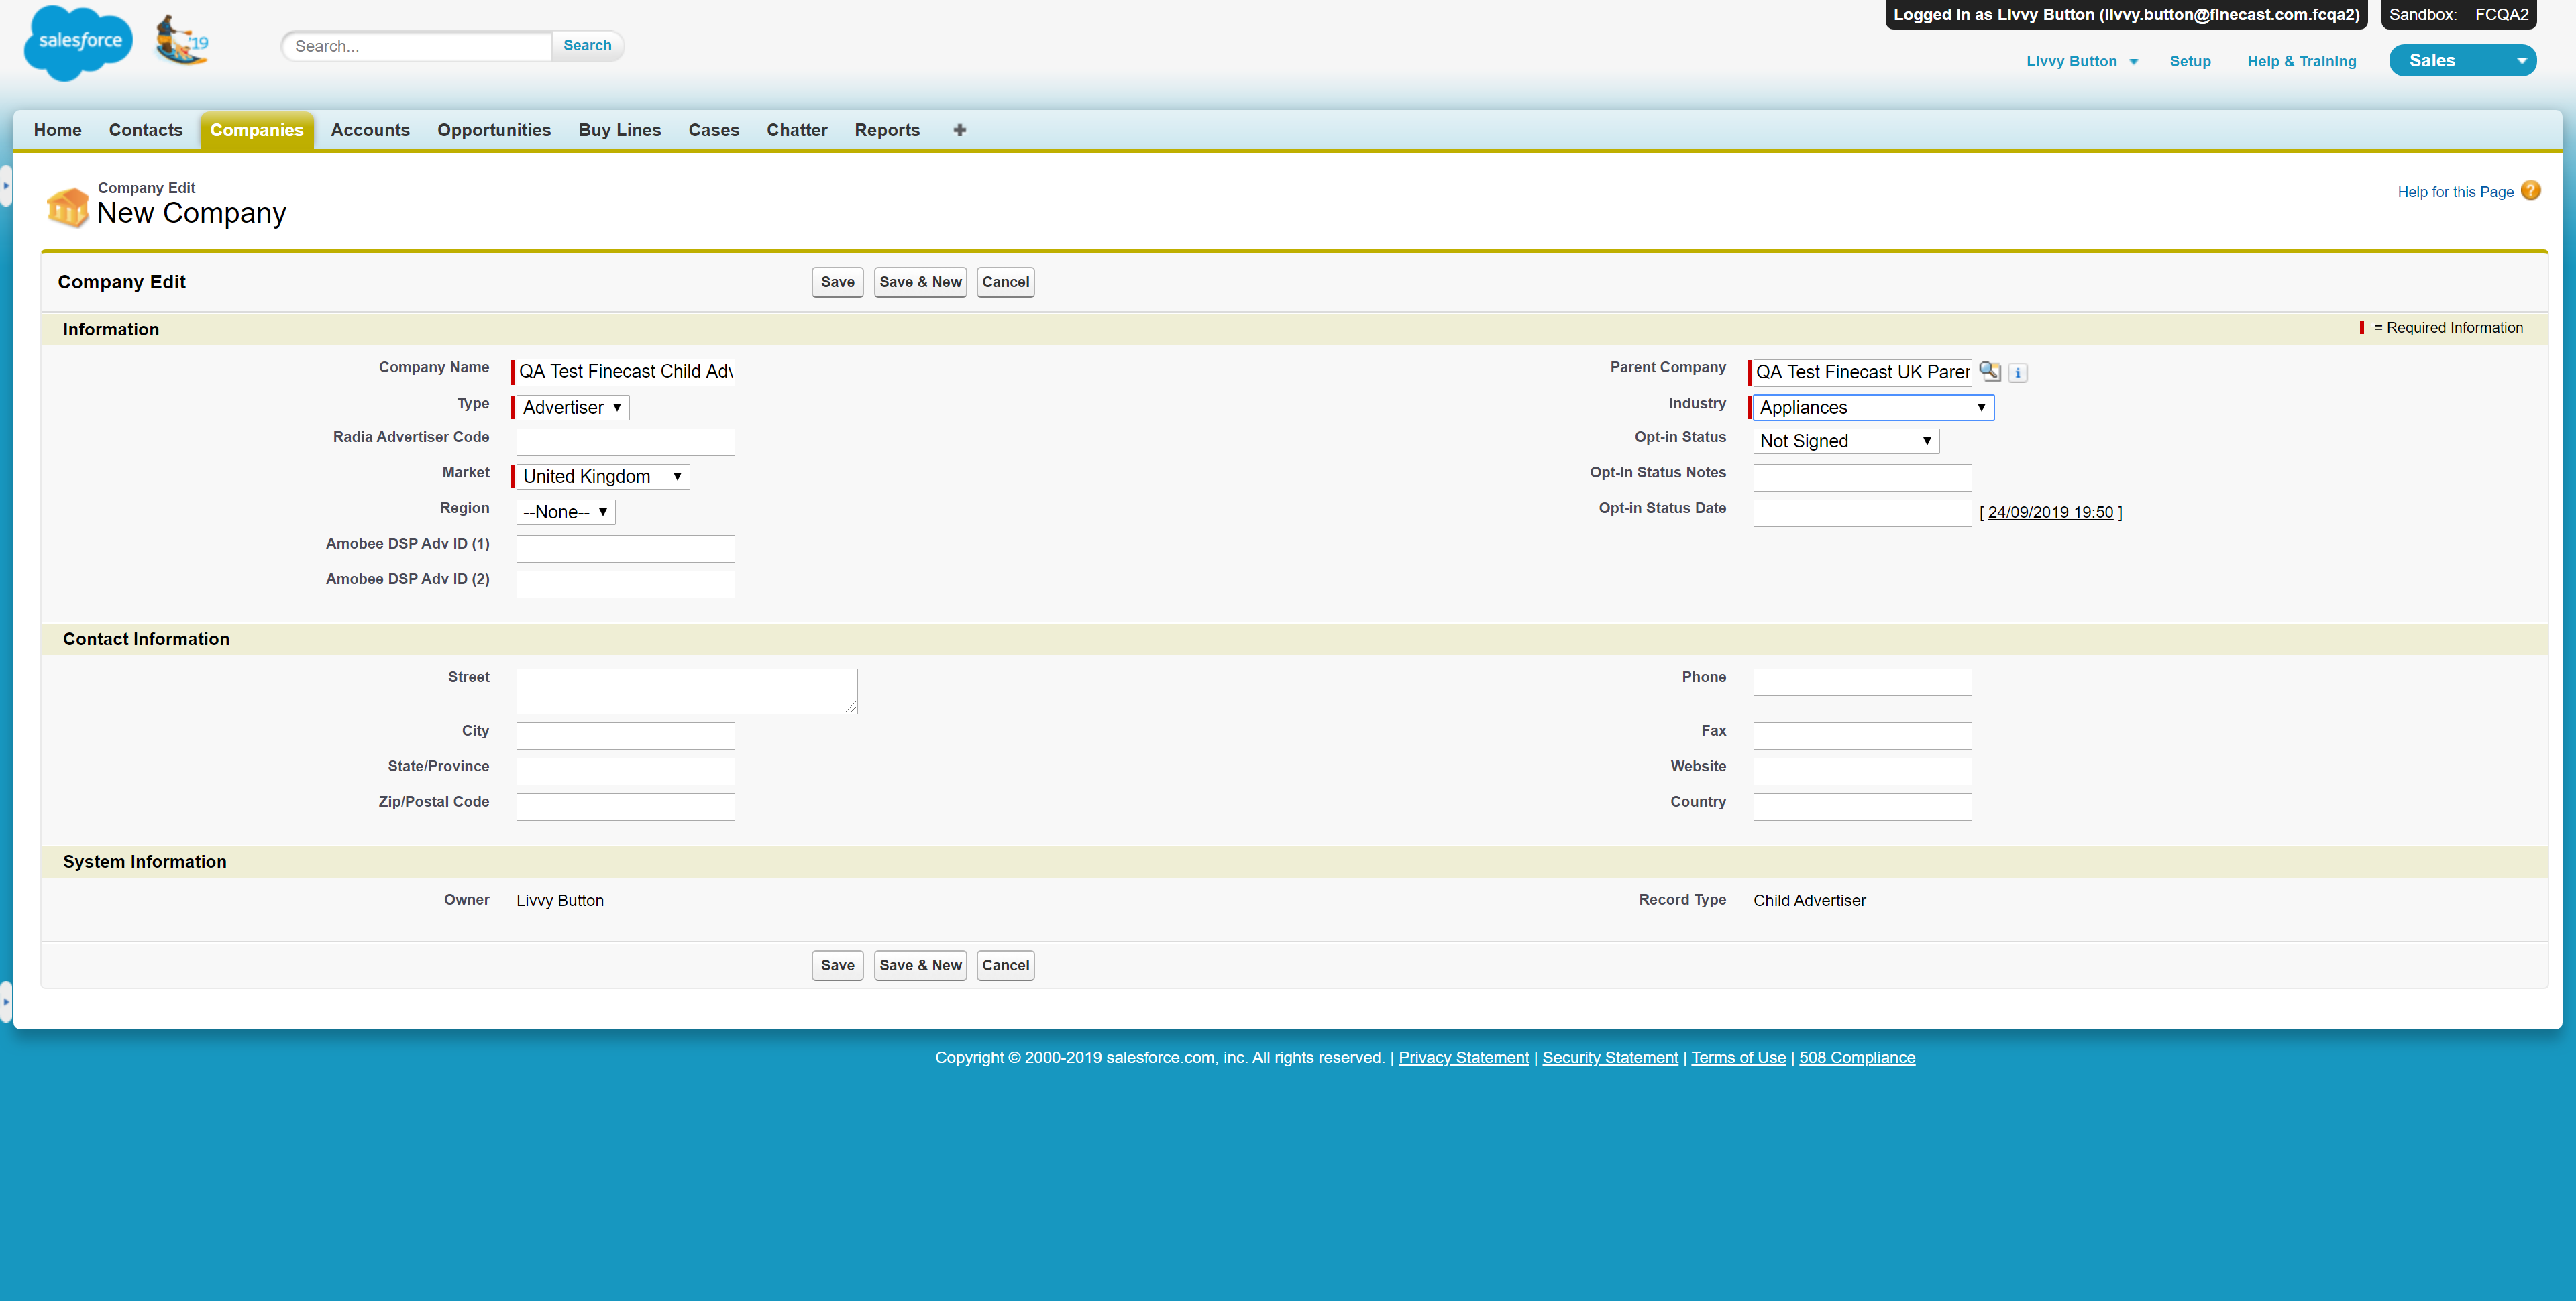 Logged in as Livvy Button (livvy.button@finecast.com.fcqa2) Sandbox: FCQA2
salesforce '19 Search... Search
Livvy Button Setup Help & Training Sales
Home Contacts Companies Accounts Opportunities Buy Lines Cases Chatter Reports
Company Edit
New Company
Help for this Page
Company Edit Save Save & New Cancel
Information = Required Information
Company Name QA Test Finecast Child Adv Parent Company QA Test Finecast UK Paren
Type Advertiser Industry Appliances
Radia Advertiser Code Opt-in Status Not Signed
Market United Kingdom Opt-in Status Notes
Region --None-- Opt-in Status Date [ 24/09/2019 19:50 ]
Amobee DSP Adv ID (1)
Amobee DSP Adv ID (2)
Contact Information
Street Phone
City Fax
State/Province Website
Zip/Postal Code Country
System Information
Owner Livvy Button Record Type Child Advertiser
Save Save & New Cancel
Copyright © 2000-2019 salesforce.com, inc. All rights reserved. | Privacy Statement | Security Statement | Terms of Use | 508 Compliance